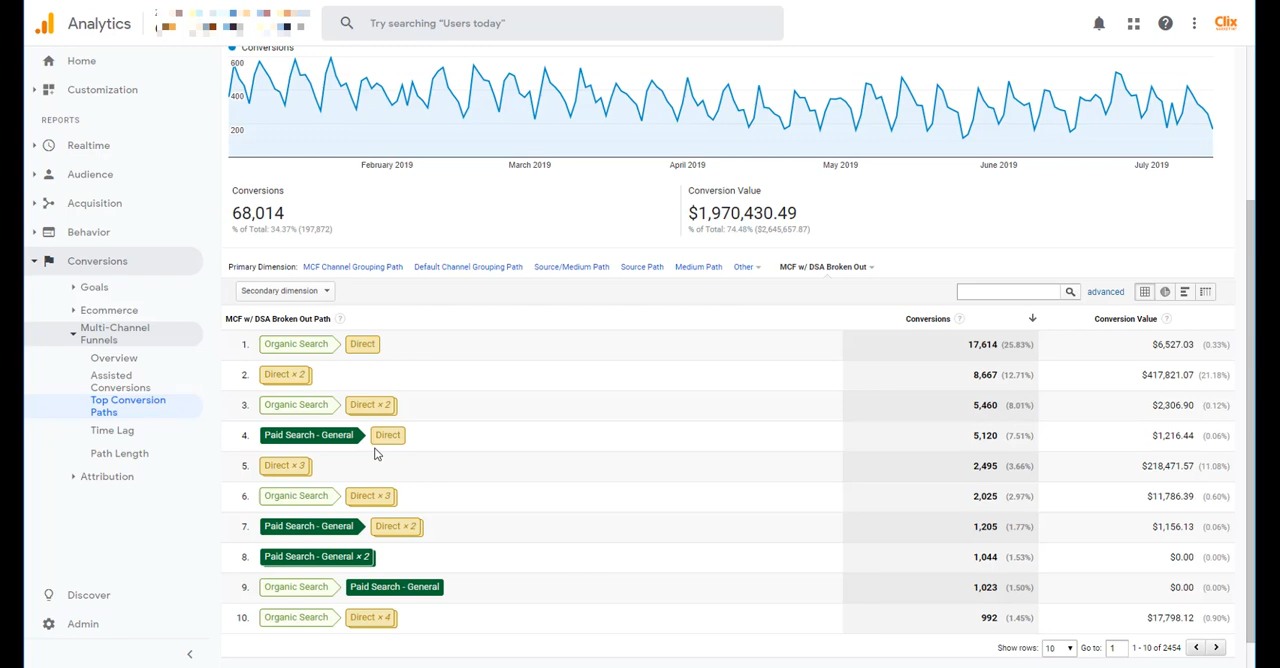 Analytics
Try searching "Users today"
Clix
Home
Customization
REPORTS
Realtime
Audience
Acquisition
Behavior
Conversions
Goals
Ecommerce
Multi-Channel
Funnels
Overview
Assisted
Conversions
Top Conversion
Paths
Time Lag
Path Length
Attribution
Discover
Admin
Conversions
600
400
200
February 2019 March 2019 April 2019 May 2019 June 2019 July 2019
Conversions
68,014
% of Total: 34.37% (197,872)
Conversion Value
$1,970,430.49
% of Total: 74.48% ($2,645,657.87)
Primary Dimension: MCF Channel Grouping Path Default Channel Grouping Path Source/Medium Path Source Path Medium Path Other MCF w/ DSA Broken Out
Secondary dimension advanced
MCF w/ DSA Broken Out Path ? Conversions ? Conversion Value ?
1. Organic Search Direct 17,614 (25.83%) $6,527.03 (0.33%)
2. Direct × 2 8,667 (12.71%) $417,821.07 (21.18%)
3. Organic Search Direct × 2 5,460 (8.01%) $2,306.90 (0.12%)
4. Paid Search - General Direct 5,120 (7.51%) $1,216.44 (0.06%)
5. Direct × 3 2,495 (3.66%) $218,471.57 (11.08%)
6. Organic Search Direct × 3 2,025 (2.97%) $11,786.39 (0.60%)
7. Paid Search - General Direct × 2 1,205 (1.77%) $1,156.13 (0.06%)
8. Paid Search - General × 2 1,044 (1.53%) $0.00 (0.00%)
9. Organic Search Paid Search - General 1,023 (1.50%) $0.00 (0.00%)
10. Organic Search Direct × 4 992 (1.45%) $17,798.12 (0.90%)
Show rows: 10 Go to: 1 1 - 10 of 2454